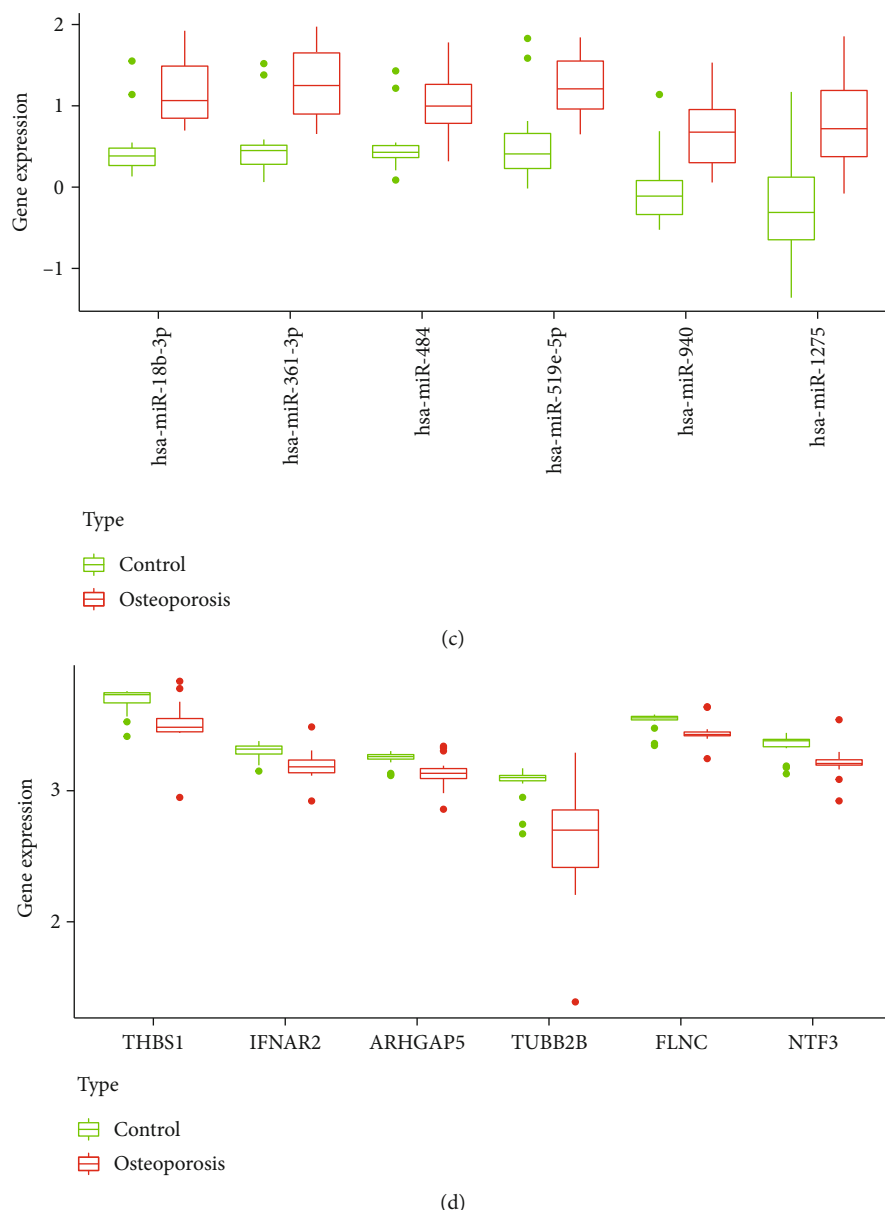 2
1
0
−1
Gene expression
hsa-miR-18b-3p
hsa-miR-361-3p
hsa-miR-484
hsa-miR-519e-5p
hsa-miR-940
hsa-miR-1275
Type
Control
Osteoporosis
(c)
3
2
Gene expression
THBS1 IFNAR2 ARHGAP5 TUBB2B FLNC NTF3
Type
Control
Osteoporosis
(d)